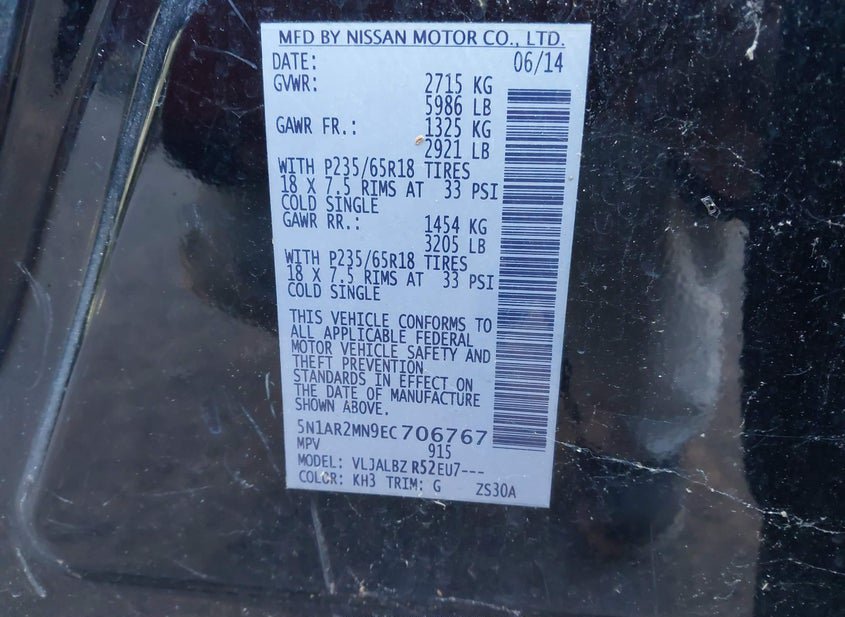 MFD BY NISSAN MOTOR CO., LTD.
DATE: 06/14
GVWR: 2715 KG
5986 LB
GAWR FR.: 1325 KG
2921 LB
WITH P235/65R18 TIRES
18 X 7.5 RIMS AT 33 PSI
COLD SINGLE
GAWR RR.: 1454 KG
3205 LB
WITH P235/65R18 TIRES
18 X 7.5 RIMS AT 33 PSI
COLD SINGLE
THIS VEHICLE CONFORMS TO
ALL APPLICABLE FEDERAL
MOTOR VEHICLE SAFETY AND
THEFT PREVENTION
STANDARDS IN EFFECT ON
THE DATE OF MANUFACTURE
SHOWN ABOVE.
5N1AR2MN9EC706767
MPV 915
MODEL: VLJALBZ R52EU7---
COLOR: KH3 TRIM: G ZS30A